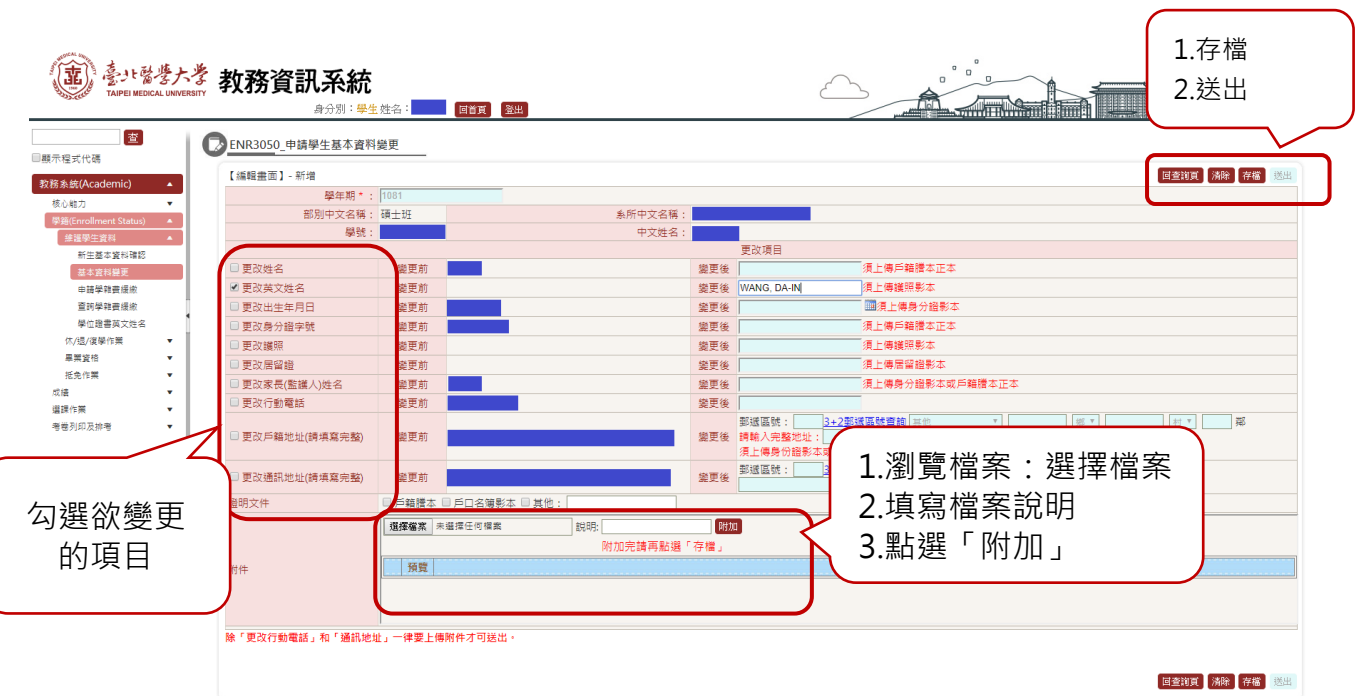 1.存檔
2.送出
臺北醫學大學
TAIPEI MEDICAL UNIVERSITY
教務資訊系統
身分別：學生 姓名：
回首頁 登出
查
顯示程式代碼
教務系統(Academic)
核心能力
學籍(Enrollment Status)
維護學生資料
新生基本資料確認
基本資料變更
申請學雜費緩繳
查詢學雜費緩繳
學位證書英文姓名
休/退/復學作業
畢業資格
抵免作業
成績
選課作業
考卷列印及排考
ENR3050_申請學生基本資料變更
【編輯畫面】- 新增
回查詢頁 清除 存檔 送出
學年期 *： 1081
部別中文名稱： 碩士班 系所中文名稱：
學號： 中文姓名：
更改項目
更改姓名 變更前 變更後 須上傳戶籍謄本正本
更改英文姓名 變更前 變更後 WANG, DA-IN 須上傳護照影本
更改出生年月日 變更前 變更後 須上傳身分證影本
更改身分證字號 變更前 變更後 須上傳戶籍謄本正本
更改護照 變更前 變更後 須上傳護照影本
更改居留證 變更前 變更後 須上傳居留證影本
更改家長(監護人)姓名 變更前 變更後 須上傳身分證影本或戶籍謄本正本
更改行動電話 變更前 變更後
更改戶籍地址(請填寫完整) 變更前 變更後 郵遞區號： 3+2郵遞區號查詢 其他 鄉 村 鄰
請輸入完整地址：
須上傳身份證影本或
更改通訊地址(請填寫完整) 變更前 變更後 郵遞區號： 3
證明文件 戶籍謄本 戶口名簿影本 其他：
附件
選擇檔案 未選擇任何檔案 說明: 附加
附加完請再點選「存檔」
預覽
勾選欲變更
的項目
1.瀏覽檔案：選擇檔案
2.填寫檔案說明
3.點選「附加」
除「更改行動電話」和「通訊地址」一律要上傳附件才可送出。
回查詢頁 清除 存檔 送出